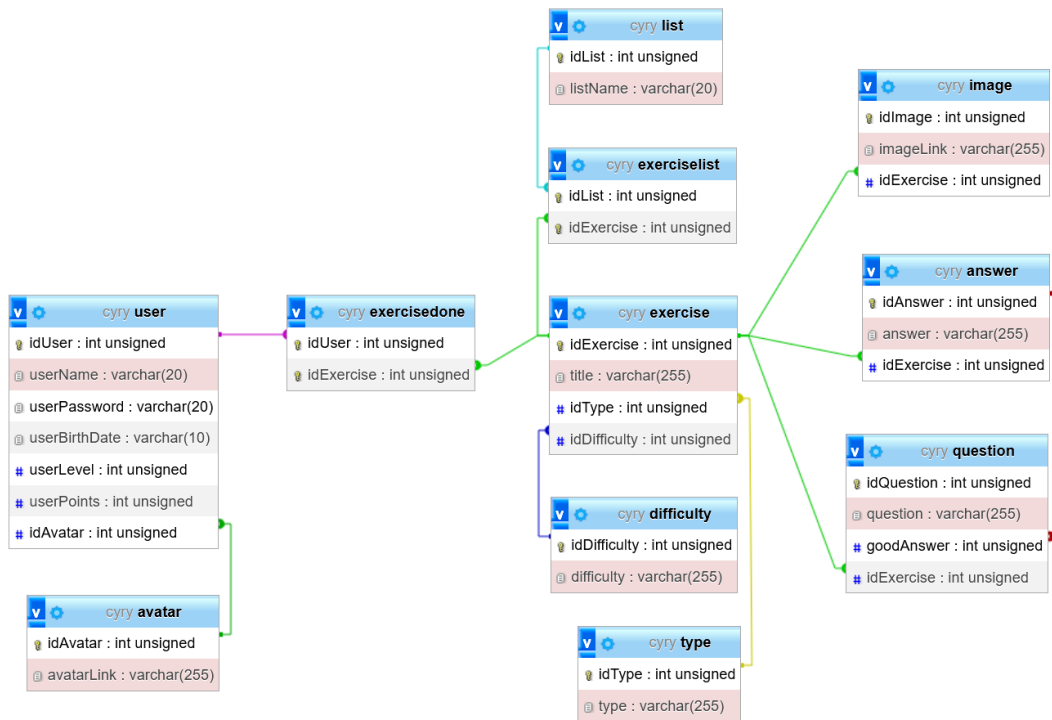 v cyry list
idList : int unsigned
listName : varchar(20)
v cyry exerciselist
idList : int unsigned
idExercise : int unsigned
v cyry user
idUser : int unsigned
userName : varchar(20)
userPassword : varchar(20)
userBirthDate : varchar(10)
userLevel : int unsigned
userPoints : int unsigned
idAvatar : int unsigned
v cyry exercisedone
idUser : int unsigned
idExercise : int unsigned
v cyry exercise
idExercise : int unsigned
title : varchar(255)
idType : int unsigned
idDifficulty : int unsigned
v cyry difficulty
idDifficulty : int unsigned
difficulty : varchar(255)
v cyry avatar
idAvatar : int unsigned
avatarLink : varchar(255)
v cyry type
idType : int unsigned
type : varchar(255)
v cyry image
idImage : int unsigned
imageLink : varchar(255)
# idExercise : int unsigned
v cyry answer
idAnswer : int unsigned
answer : varchar(255)
# idExercise : int unsigned
v cyry question
idQuestion : int unsigned
question : varchar(255)
# goodAnswer : int unsigned
# idExercise : int unsigned